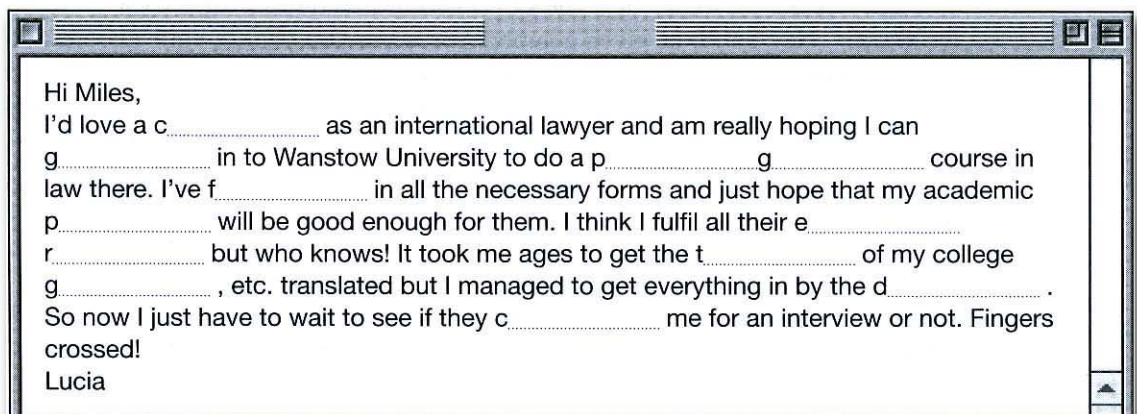 Hi Miles,
I'd love a c.................... as an international lawyer and am really hoping I can
g.................... in to Wanstow University to do a p....................g.................... course in
law there. I've f.................... in all the necessary forms and just hope that my academic
p.................... will be good enough for them. I think I fulfil all their e....................
r.................... but who knows! It took me ages to get the t.................... of my college
g.................... , etc. translated but I managed to get everything in by the d.................... .
So now I just have to wait to see if they c.................... me for an interview or not. Fingers
crossed!
Lucia